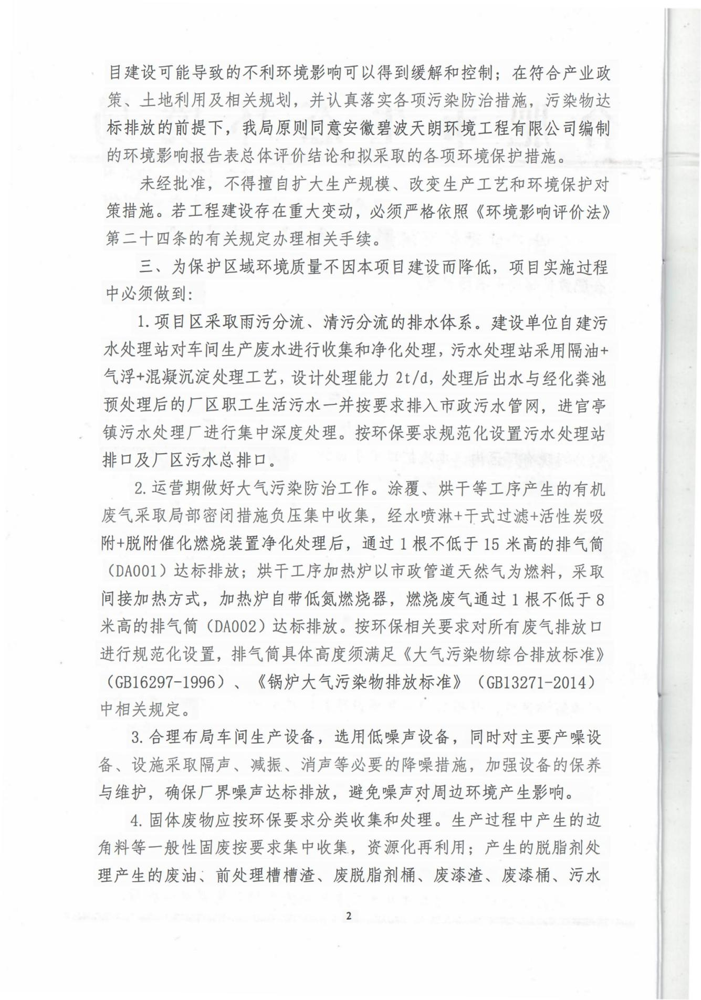 目建设可能导致的不利环境影响可以得到缓解和控制；在符合产业政
策、土地利用及相关规划，并认真落实各项污染防治措施，污染物达
标排放的前提下，我局原则同意安徽碧波天朗环境工程有限公司编制
的环境影响报告表总体评价结论和拟采取的各项环境保护措施。
未经批准，不得擅自扩大生产规模、改变生产工艺和环境保护对
策措施。若工程建设存在重大变动，必须严格依照《环境影响评价法》
第二十四条的有关规定办理相关手续。
三、为保护区域环境质量不因本项目建设而降低，项目实施过程
中必须做到：
1.项目区采取雨污分流、清污分流的排水体系。建设单位自建污
水处理站对车间生产废水进行收集和净化处理，污水处理站采用隔油+
气浮+混凝沉淀处理工艺，设计处理能力 2t/d，处理后出水与经化粪池
预处理后的厂区职工生活污水一并按要求排入市政污水管网，进官亭
镇污水处理厂进行集中深度处理。按环保要求规范化设置污水处理站
排口及厂区污水总排口。
2.运营期做好大气污染防治工作。涂覆、烘干等工序产生的有机
废气采取局部密闭措施负压集中收集，经水喷淋+干式过滤+活性炭吸
附+脱附催化燃烧装置净化处理后，通过 1 根不低于 15 米高的排气筒
（DA001）达标排放；烘干工序加热炉以市政管道天然气为燃料，采取
间接加热方式，加热炉自带低氮燃烧器，燃烧废气通过 1 根不低于 8
米高的排气筒（DA002）达标排放。按环保相关要求对所有废气排放口
进行规范化设置，排气筒具体高度须满足《大气污染物综合排放标准》
（GB16297-1996）、《锅炉大气污染物排放标准》（GB13271-2014）
中相关规定。
3.合理布局车间生产设备，选用低噪声设备，同时对主要产噪设
备、设施采取隔声、减振、消声等必要的降噪措施，加强设备的保养
与维护，确保厂界噪声达标排放，避免噪声对周边环境产生影响。
4.固体废物应按环保要求分类收集和处理。生产过程中产生的边
角料等一般性固废按要求集中收集，资源化再利用；产生的脱脂剂处
理产生的废油、前处理槽槽渣、废脱脂剂桶、废漆渣、废漆桶、污水
2